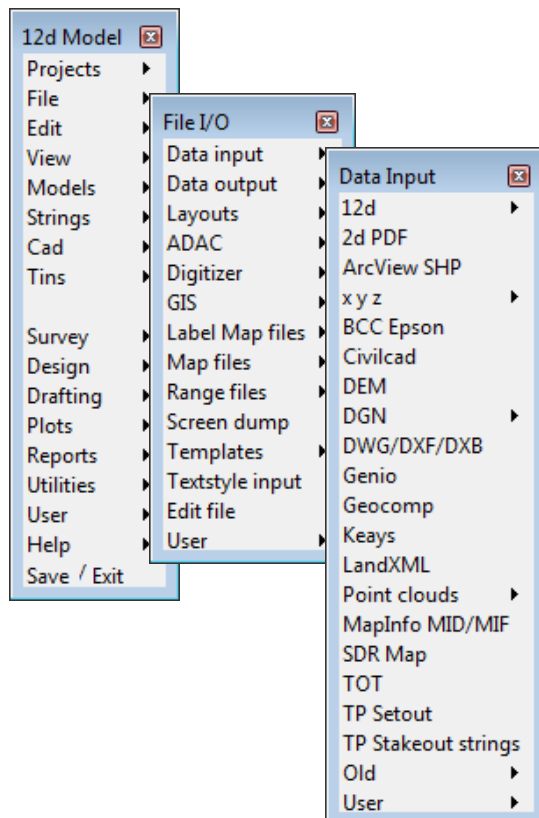 12d Model
Projects
File
Edit
View
Models
Strings
Cad
Tins
Survey
Design
Drafting
Plots
Reports
Utilities
User
Help
Save / Exit
File I/O
Data input
Data output
Layouts
ADAC
Digitizer
GIS
Label Map files
Map files
Range files
Screen dump
Templates
Textstyle input
Edit file
User
Data Input
12d
2d PDF
ArcView SHP
x y z
BCC Epson
Civilcad
DEM
DGN
DWG/DXF/DXB
Genio
Geocomp
Keays
LandXML
Point clouds
MapInfo MID/MIF
SDR Map
TOT
TP Setout
TP Stakeout strings
Old
User